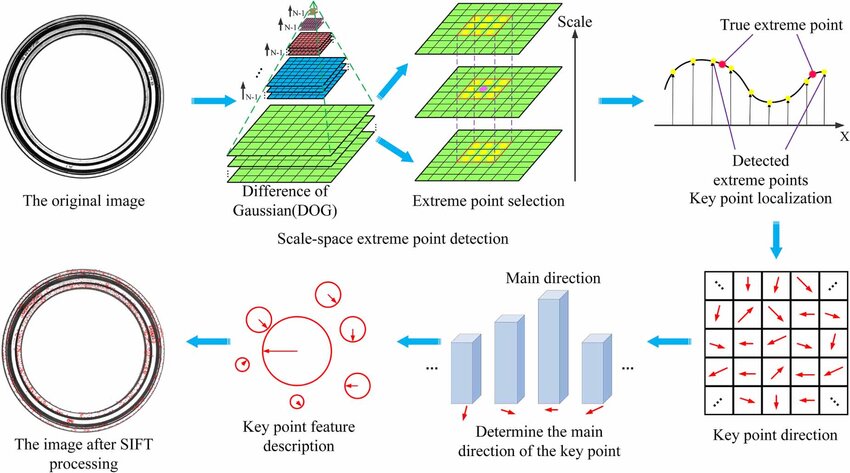 N-1
N-1
N-1
N-1
Scale
True extreme point
X
The original image
Difference of
Gaussian(DOG)
Extreme point selection
Detected
extreme points
Key point localization
Scale-space extreme point detection
Main direction
...
...
The image after SIFT
processing
Key point feature
description
Determine the main
direction of the key point
Key point direction